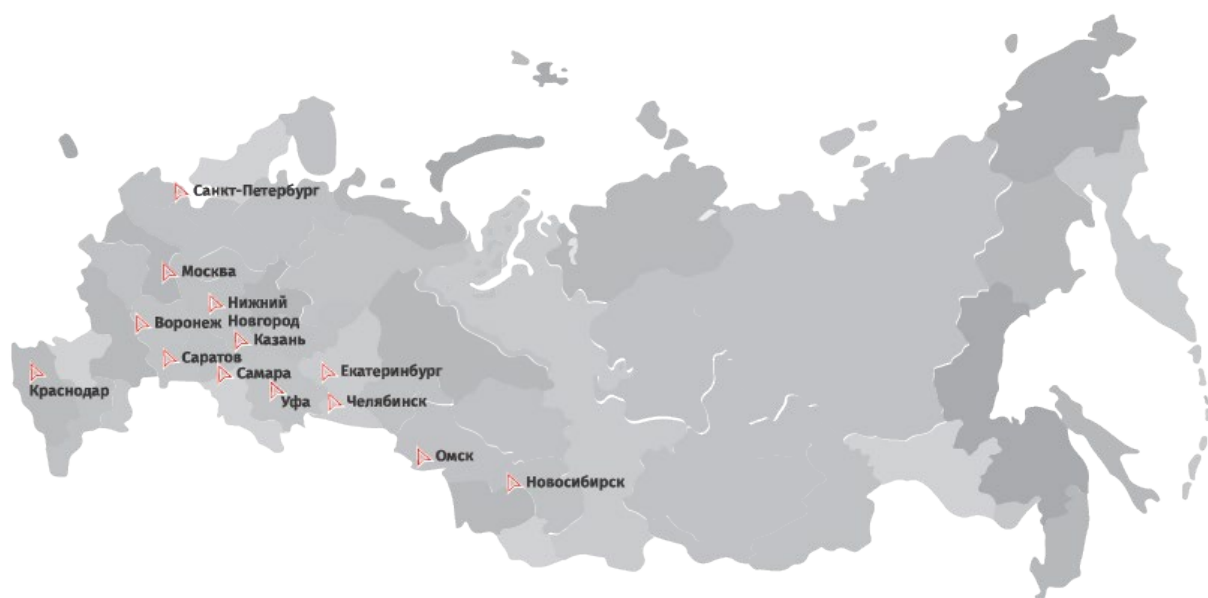 Санкт-Петербург
Москва
Нижний
Новгород
Воронеж
Казань
Саратов
Самара
Екатеринбург
Краснодар
Уфа
Челябинск
Омск
Новосибирск